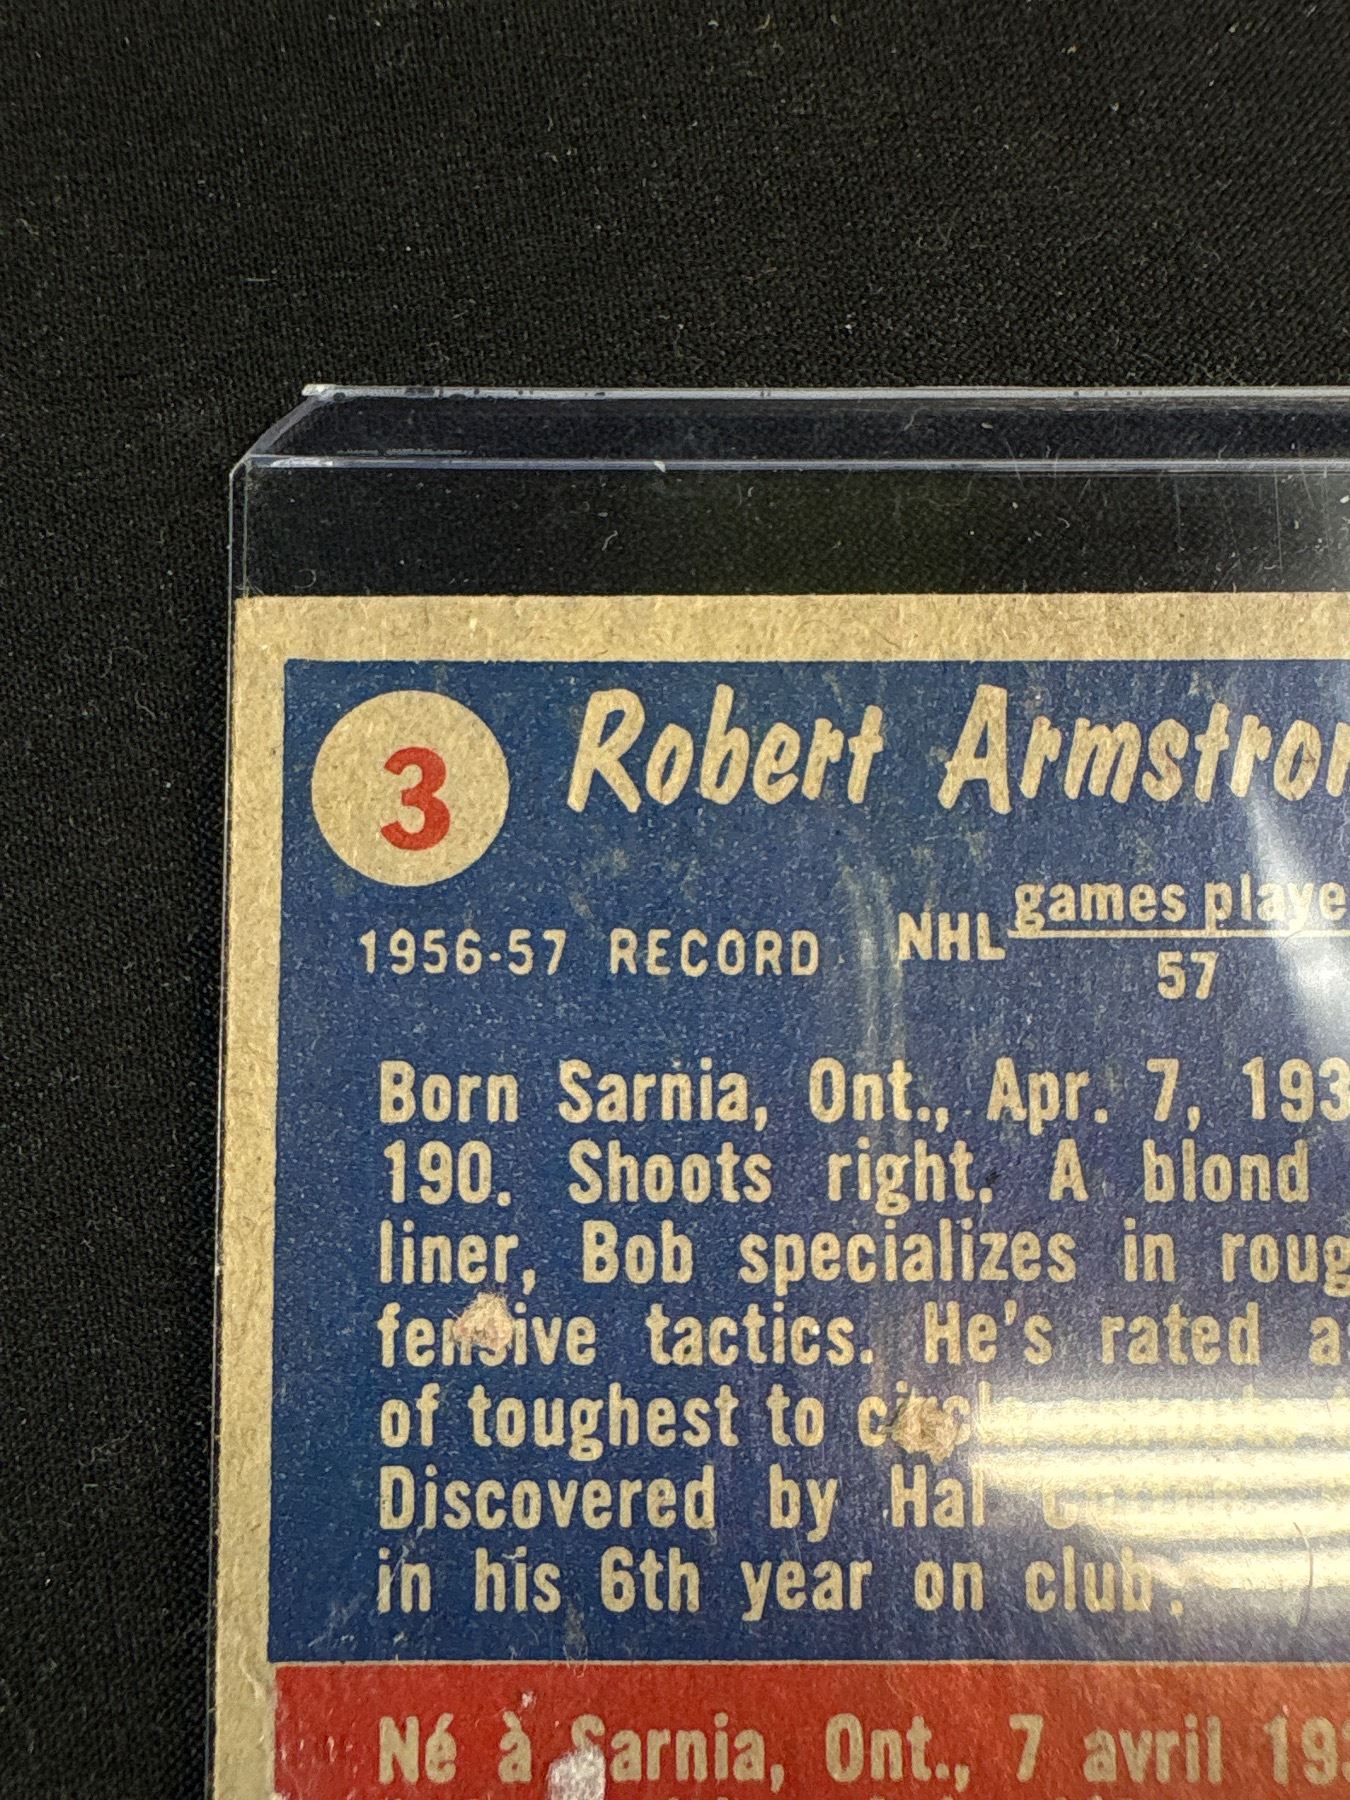 3 Robert Armstron
1956-57 RECORD NHL games playe
57
Born Sarnia, Ont., Apr. 7, 193
190. Shoots right. A blond
liner, Bob specializes in roug
fensive tactics. He's rated a
of toughest to
Discovered by Hal
in his 6th year on club.
Né à Sarnia, Ont., 7 avril 193